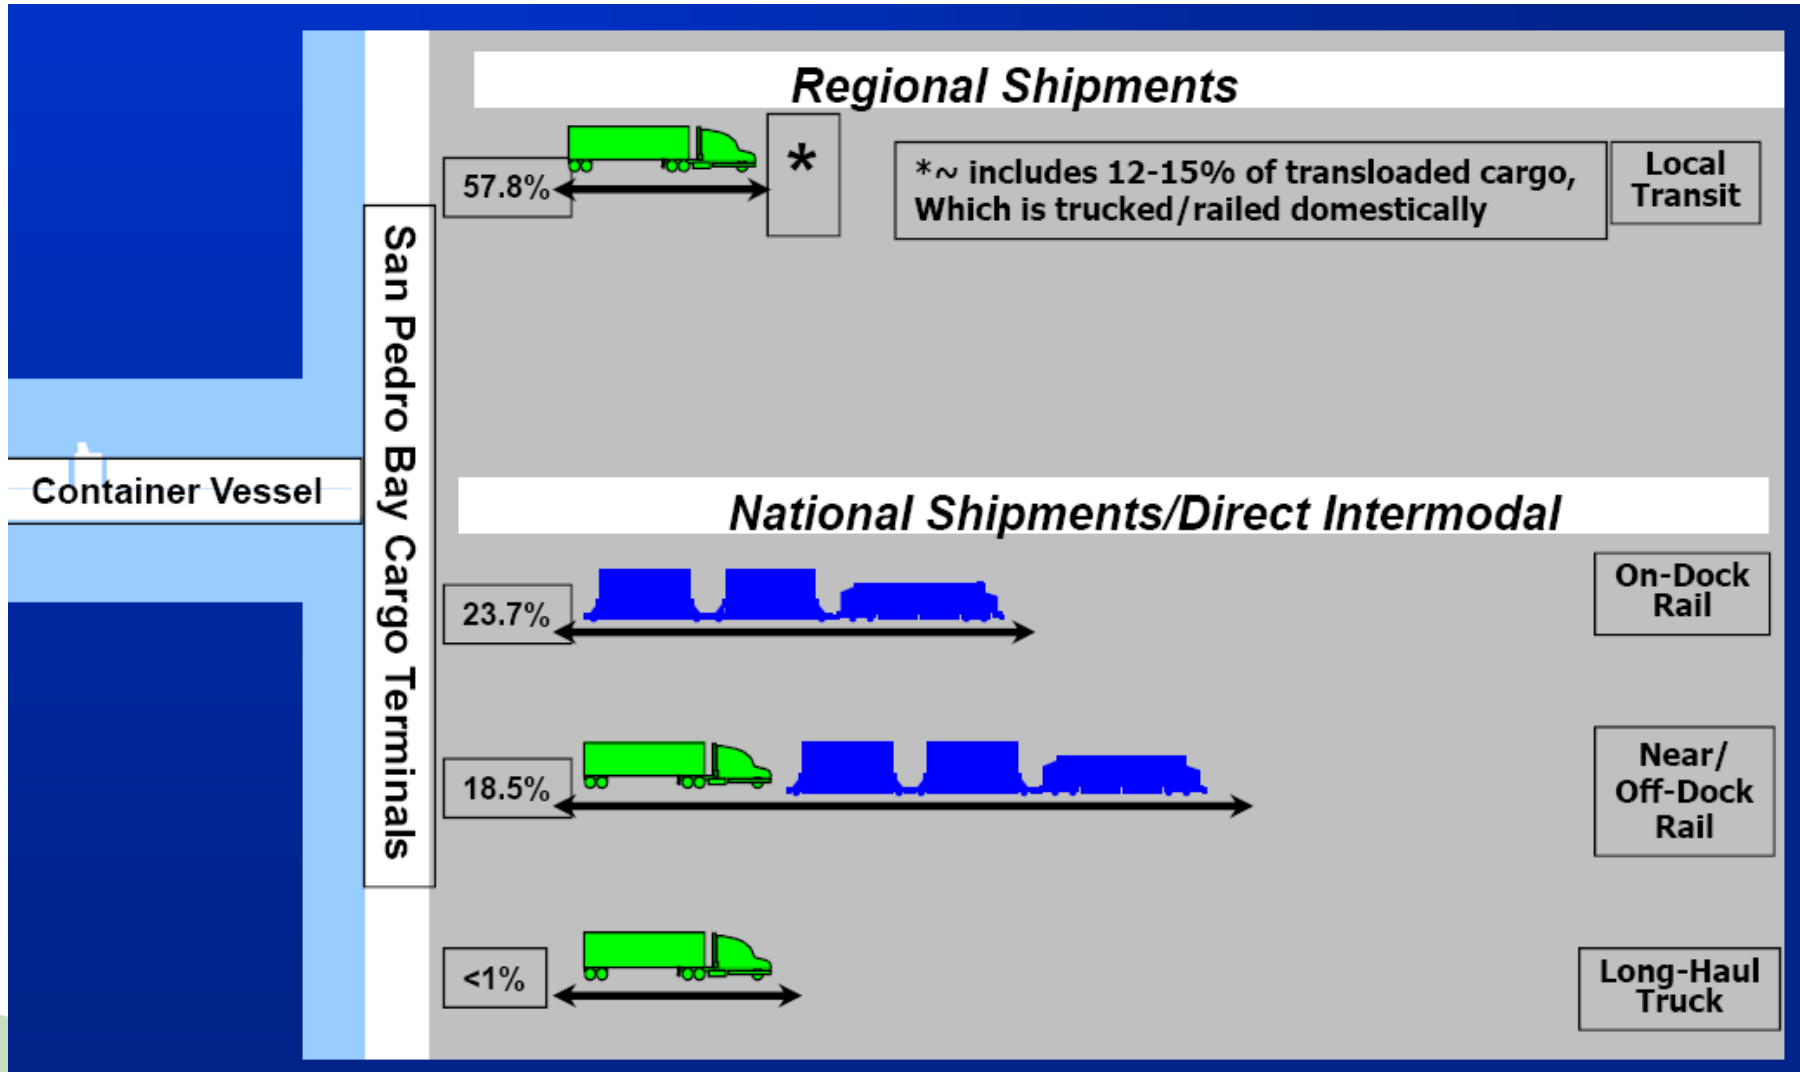 Regional Shipments
57.8%
*
*~ includes 12-15% of transloaded cargo,
Which is trucked/railed domestically
Local
Transit
San Pedro Bay Cargo Terminals
Container Vessel
National Shipments/Direct Intermodal
23.7%
On-Dock
Rail
18.5%
Near/
Off-Dock
Rail
<1%
Long-Haul
Truck